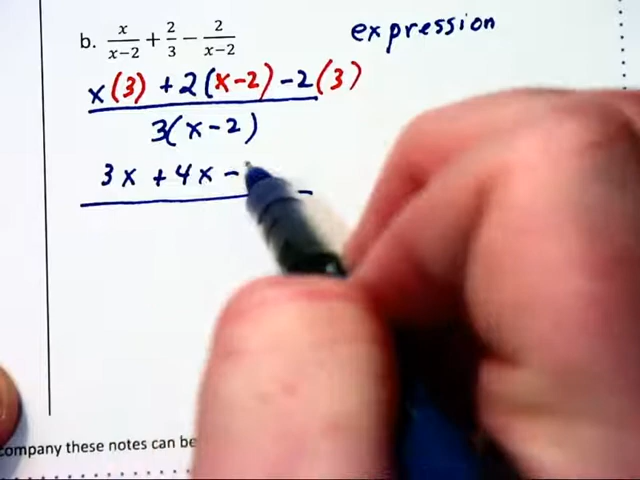 b. x/(x−2) + 2/3 − 2/(x−2)
expression
x(3) + 2(x−2) − 2(3)
3(x−2)
3x + 4x −
company these notes can be